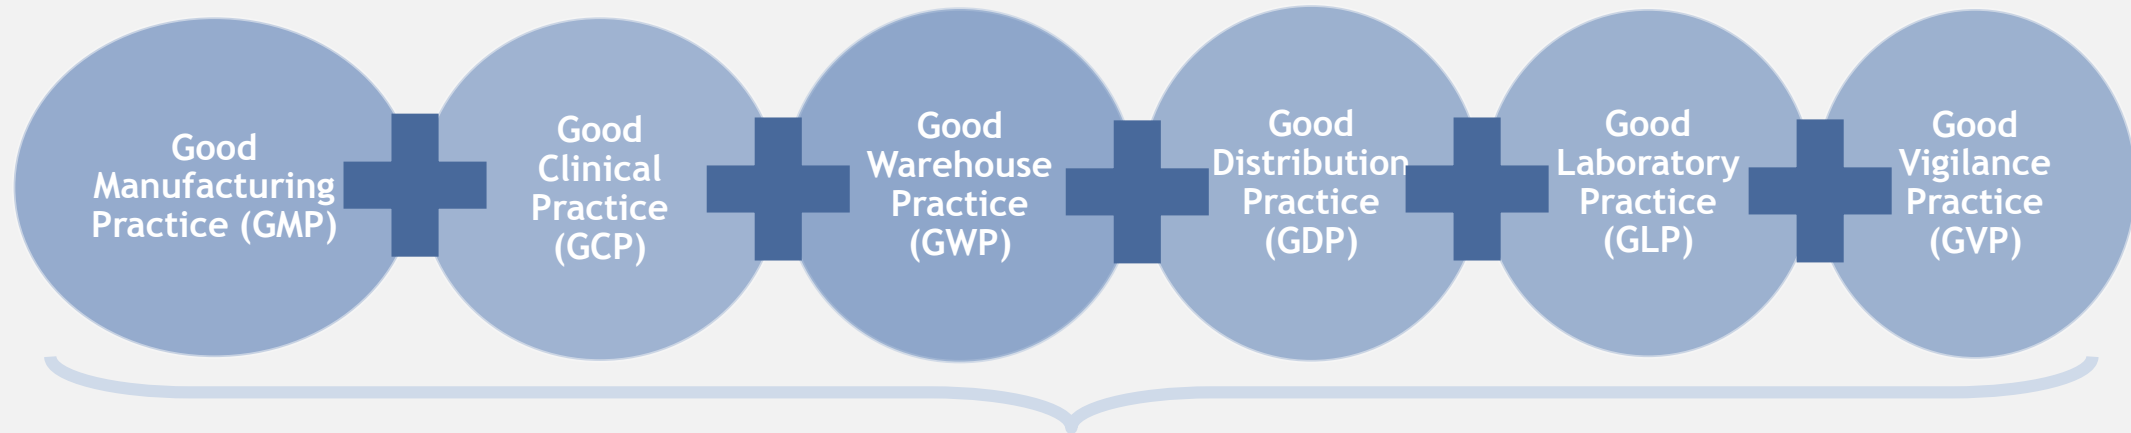 Good
Manufacturing
Practice (GMP)
Good
Clinical
Practice
(GCP)
Good
Warehouse
Practice
(GWP)
Good
Distribution
Practice
(GDP)
Good
Laboratory
Practice
(GLP)
Good
Vigilance
Practice
(GVP)